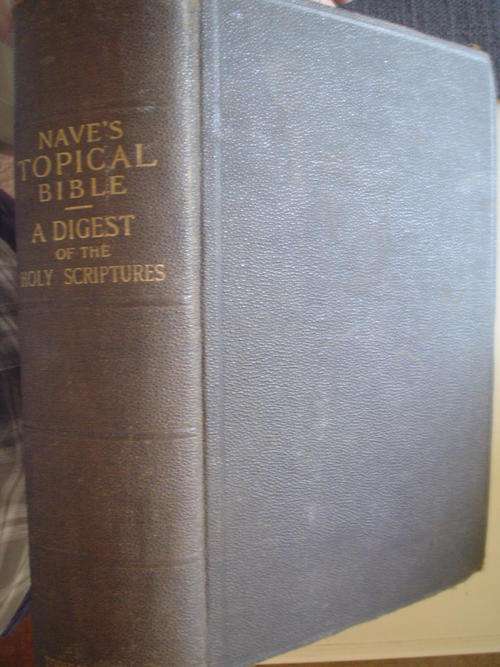 NAVE'S
TOPICAL
BIBLE
A DIGEST
OF THE
HOLY SCRIPTURES